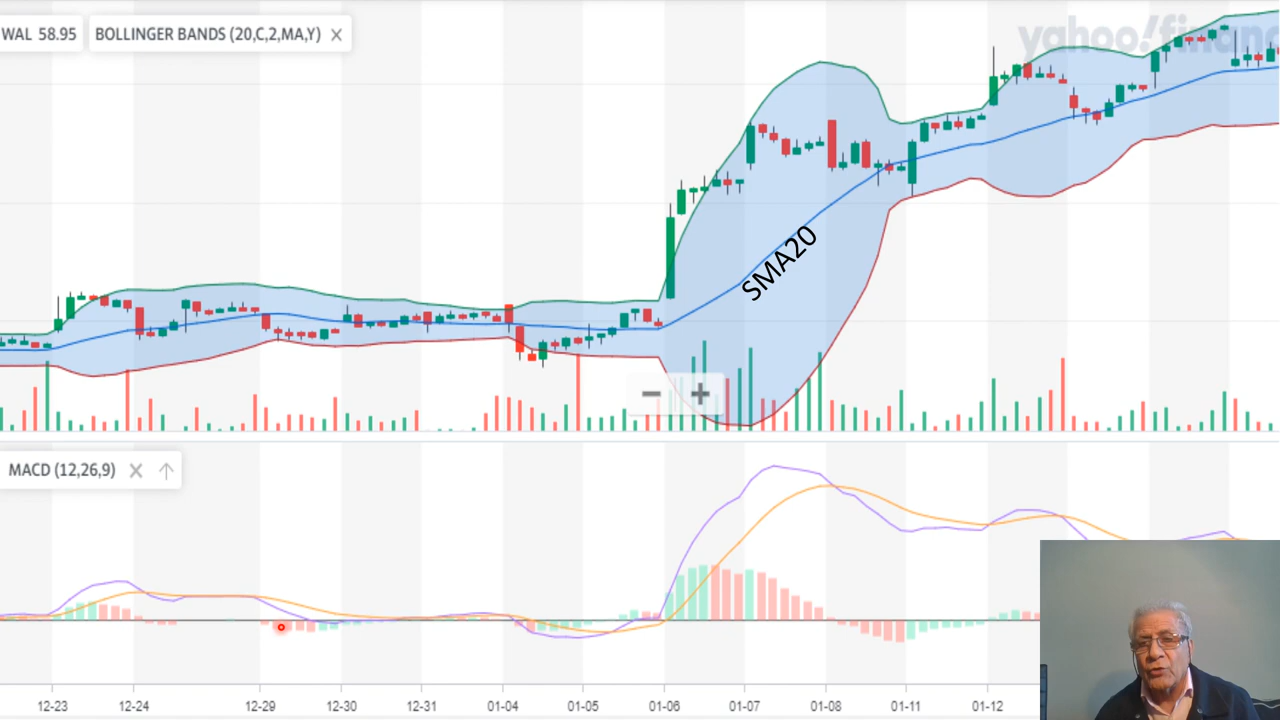 WAL 58.95 BOLLINGER BANDS (20,C,2,MA,Y)
yahoo!finan
SMA20
MACD (12,26,9)
12-23 12-24 12-29 12-30 12-31 01-04 01-05 01-06 01-07 01-08 01-11 01-12